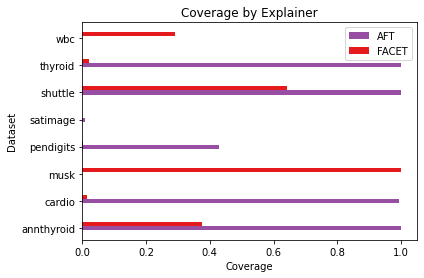 Coverage by Explainer
AFT
FACET
wbc
thyroid
shuttle
satimage
pendigits
musk
cardio
annthyroid
Dataset
0.0 0.2 0.4 0.6 0.8 1.0
Coverage